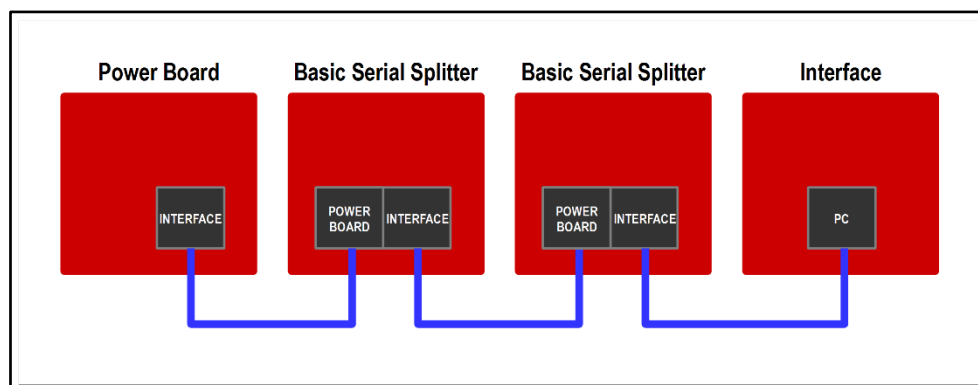 Power Board
Basic Serial Splitter
Basic Serial Splitter
Interface
INTERFACE
POWER
BOARD
INTERFACE
POWER
BOARD
INTERFACE
PC